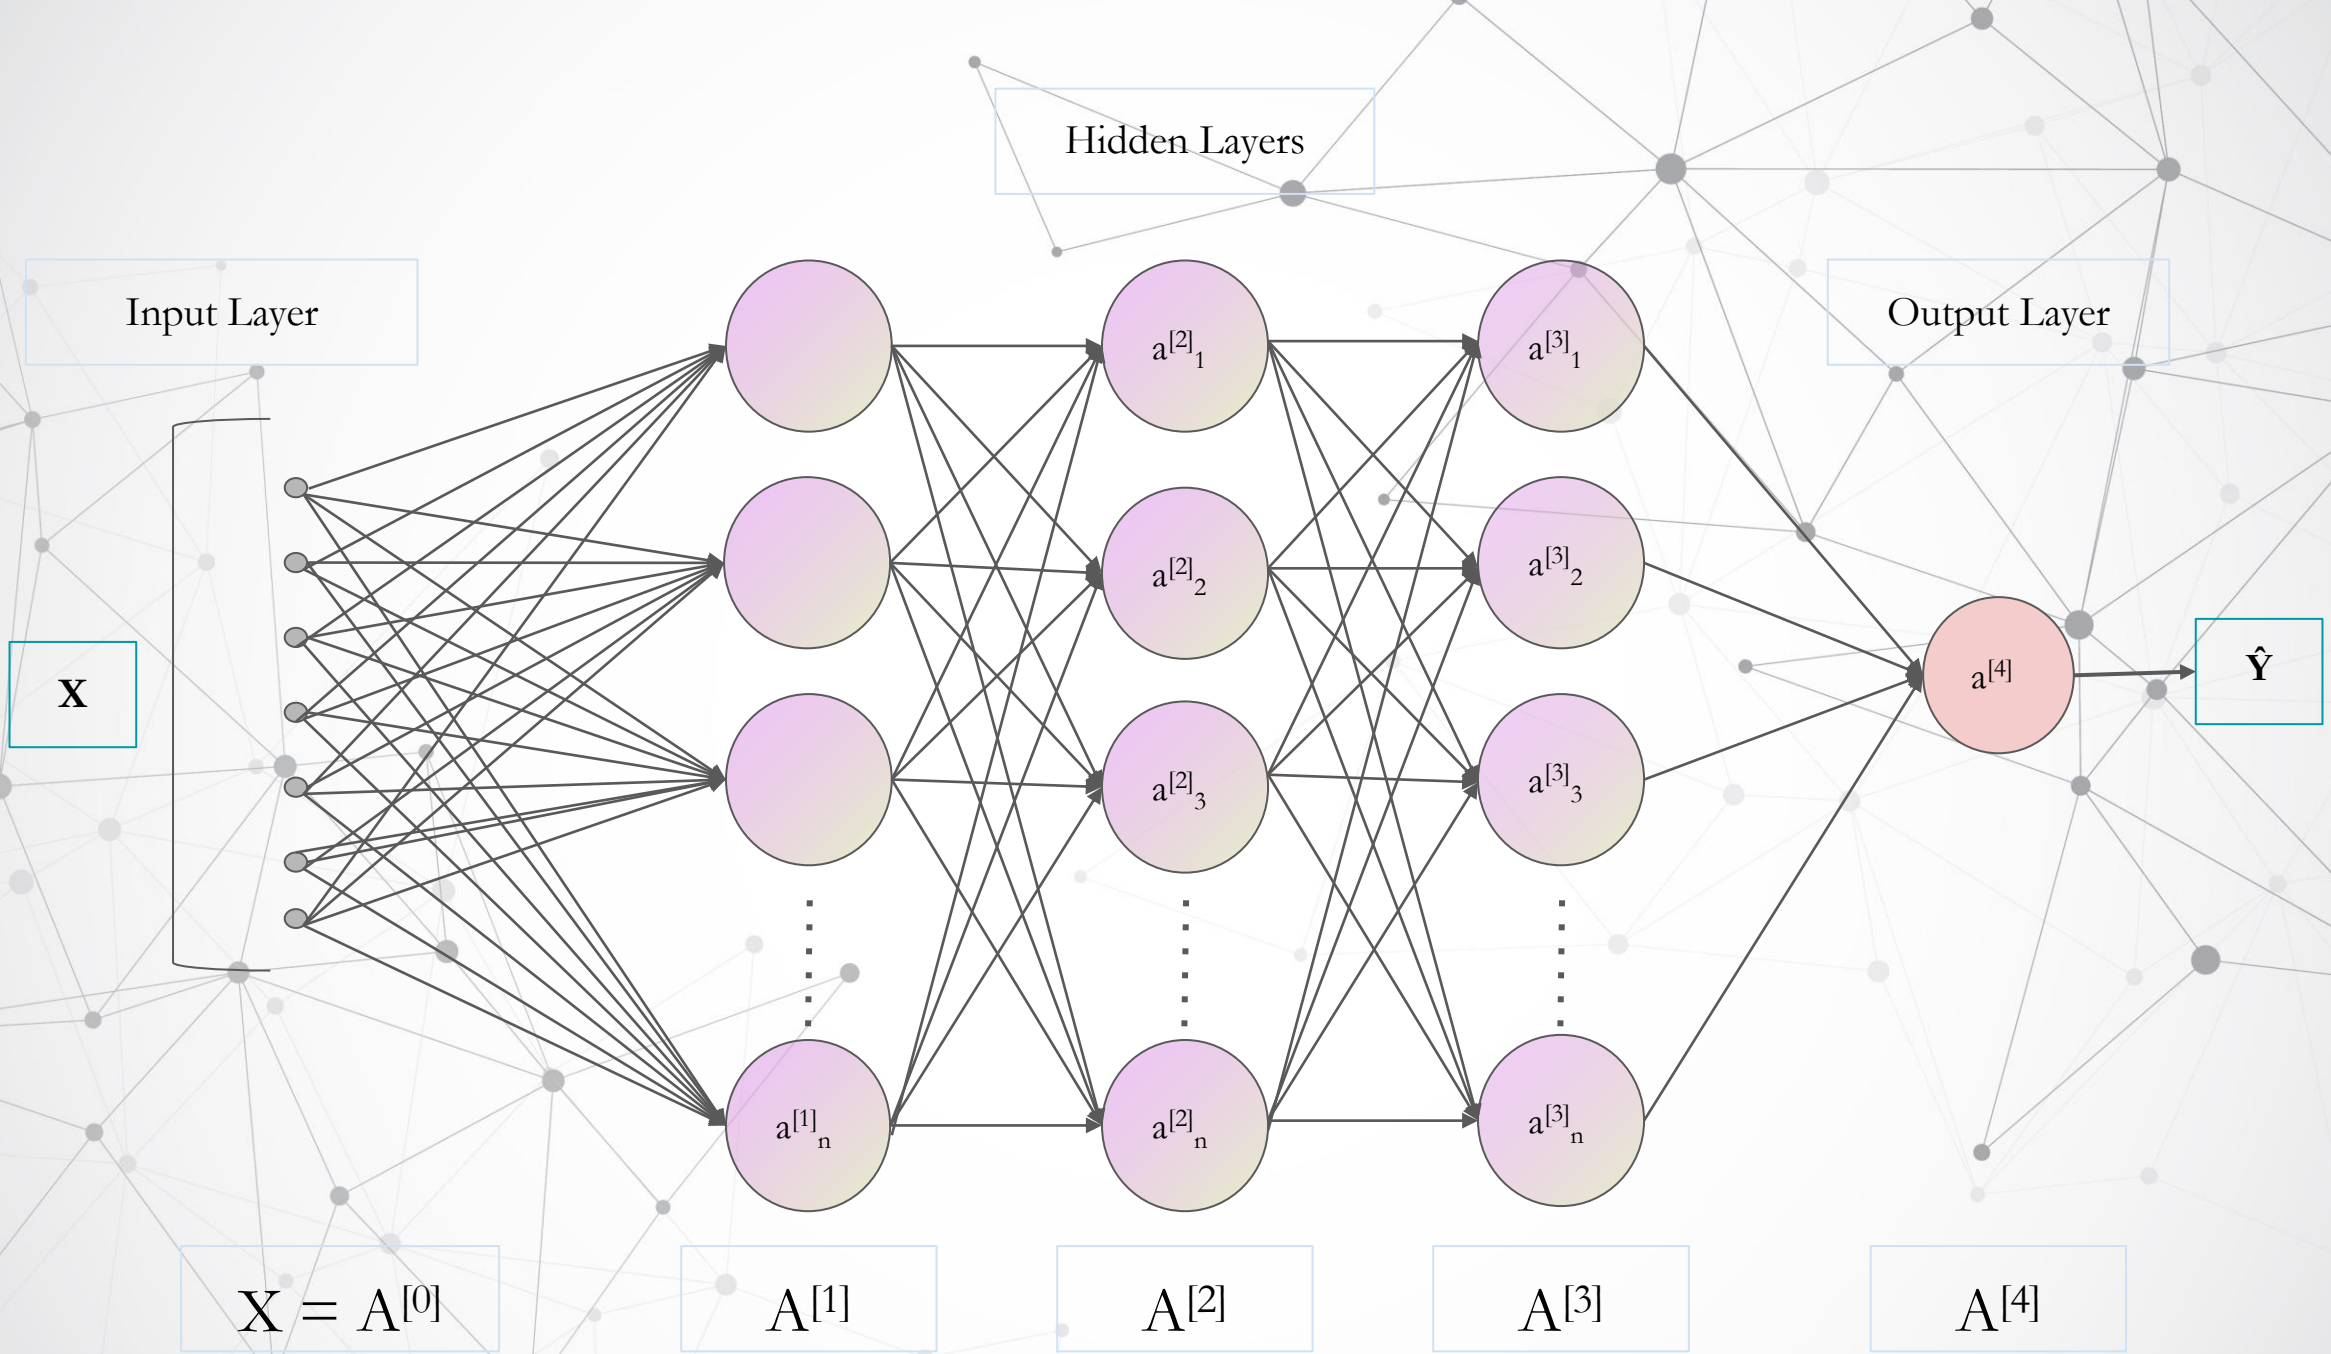 Hidden Layers
Input Layer
Output Layer
a[2]1
a[3]1
a[2]2
a[3]2
X
a[4]
Ŷ
a[2]3
a[3]3
a[1]n
a[2]n
a[3]n
X = A[0]
A[1]
A[2]
A[3]
A[4]